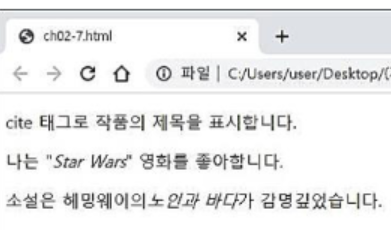 ch02-7.html
파일 | C:/Users/user/Desktop/
cite 태그로 작품의 제목을 표시합니다.
나는 "Star Wars" 영화를 좋아합니다.
소설은 헤밍웨이의노인과 바다가 감명깊었습니다.